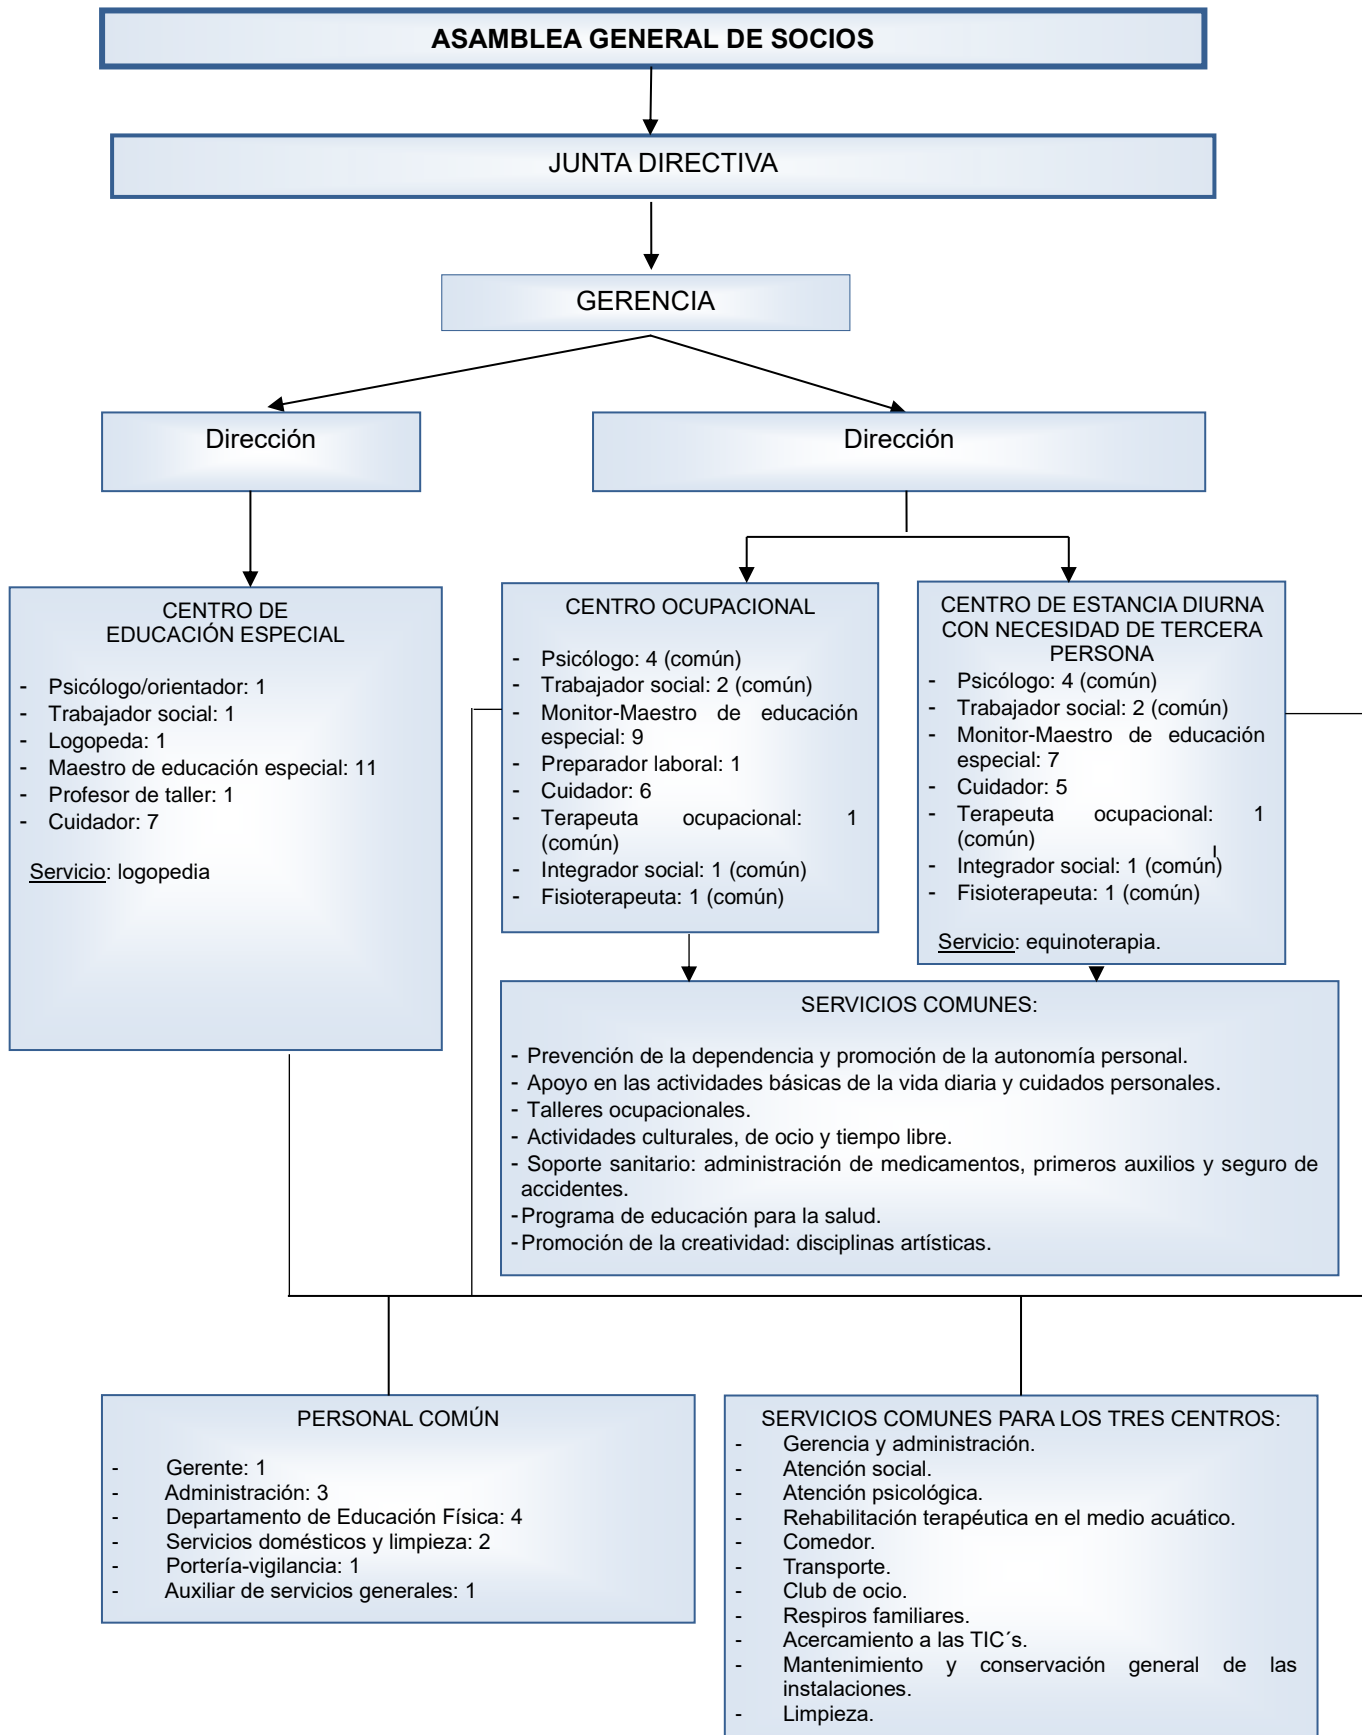 ASAMBLEA GENERAL DE SOCIOS
JUNTA DIRECTIVA
GERENCIA
Dirección
Dirección
CENTRO DE
EDUCACIÓN ESPECIAL
- Psicólogo/orientador: 1
- Trabajador social: 1
- Logopeda: 1
- Maestro de educación especial: 11
- Profesor de taller: 1
- Cuidador: 7
Servicio: logopedia
CENTRO OCUPACIONAL
- Psicólogo: 4 (común)
- Trabajador social: 2 (común)
- Monitor-Maestro de educación
especial: 9
- Preparador laboral: 1
- Cuidador: 6
- Terapeuta ocupacional: 1
(común)
- Integrador social: 1 (común)
- Fisioterapeuta: 1 (común)
CENTRO DE ESTANCIA DIURNA
CON NECESIDAD DE TERCERA
PERSONA
- Psicólogo: 4 (común)
- Trabajador social: 2 (común)
- Monitor-Maestro de educación
especial: 7
- Cuidador: 5
- Terapeuta ocupacional: 1
(común)
- Integrador social: 1 (común)
- Fisioterapeuta: 1 (común)
Servicio: equinoterapia.
SERVICIOS COMUNES:
- Prevención de la dependencia y promoción de la autonomía personal.
- Apoyo en las actividades básicas de la vida diaria y cuidados personales.
- Talleres ocupacionales.
- Actividades culturales, de ocio y tiempo libre.
- Soporte sanitario: administración de medicamentos, primeros auxilios y seguro de
accidentes.
- Programa de educación para la salud.
- Promoción de la creatividad: disciplinas artísticas.
PERSONAL COMÚN
- Gerente: 1
- Administración: 3
- Departamento de Educación Física: 4
- Servicios domésticos y limpieza: 2
- Portería-vigilancia: 1
- Auxiliar de servicios generales: 1
SERVICIOS COMUNES PARA LOS TRES CENTROS:
- Gerencia y administración.
- Atención social.
- Atención psicológica.
- Rehabilitación terapéutica en el medio acuático.
- Comedor.
- Transporte.
- Club de ocio.
- Respiros familiares.
- Acercamiento a las TIC´s.
- Mantenimiento y conservación general de las
instalaciones.
- Limpieza.